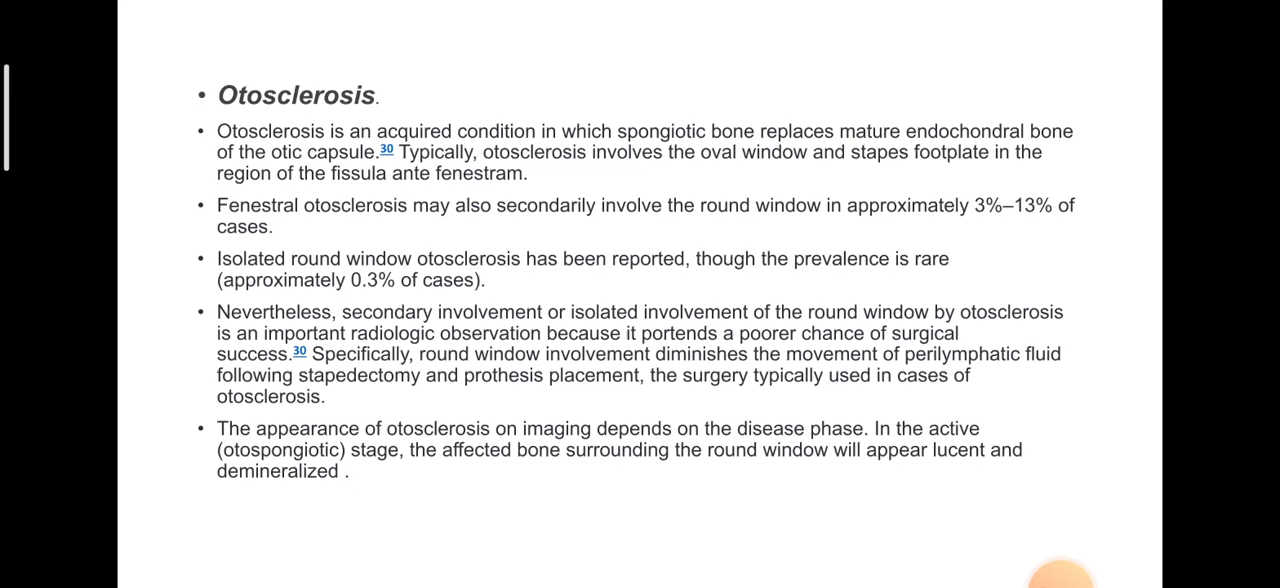 • Otosclerosis.
• Otosclerosis is an acquired condition in which spongiotic bone replaces mature endochondral bone
of the otic capsule.30 Typically, otosclerosis involves the oval window and stapes footplate in the
region of the fissula ante fenestram.
• Fenestral otosclerosis may also secondarily involve the round window in approximately 3%–13% of
cases.
• Isolated round window otosclerosis has been reported, though the prevalence is rare
(approximately 0.3% of cases).
• Nevertheless, secondary involvement or isolated involvement of the round window by otosclerosis
is an important radiologic observation because it portends a poorer chance of surgical
success.30 Specifically, round window involvement diminishes the movement of perilymphatic fluid
following stapedectomy and prothesis placement, the surgery typically used in cases of
otosclerosis.
• The appearance of otosclerosis on imaging depends on the disease phase. In the active
(otospongiotic) stage, the affected bone surrounding the round window will appear lucent and
demineralized .